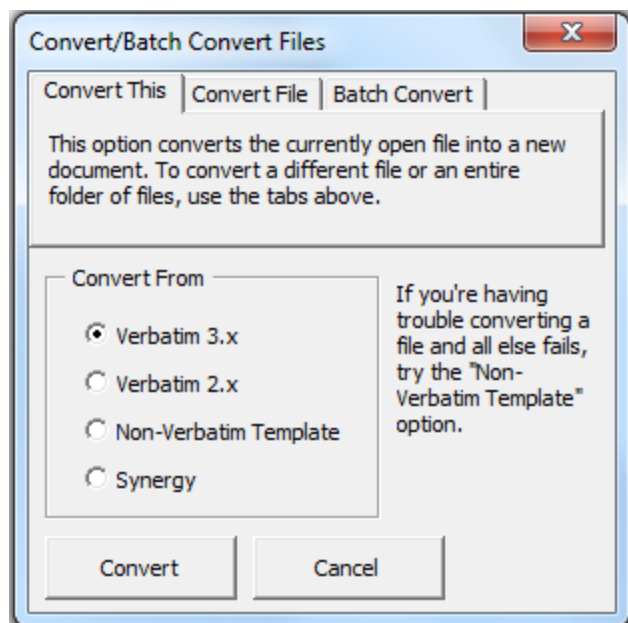 Convert/Batch Convert Files
Convert This Convert File Batch Convert
This option converts the currently open file into a new
document. To convert a different file or an entire
folder of files, use the tabs above.
Convert From
Verbatim 3.x
Verbatim 2.x
Non-Verbatim Template
Synergy
If you're having
trouble converting a
file and all else fails,
try the "Non-
Verbatim Template"
option.
Convert Cancel